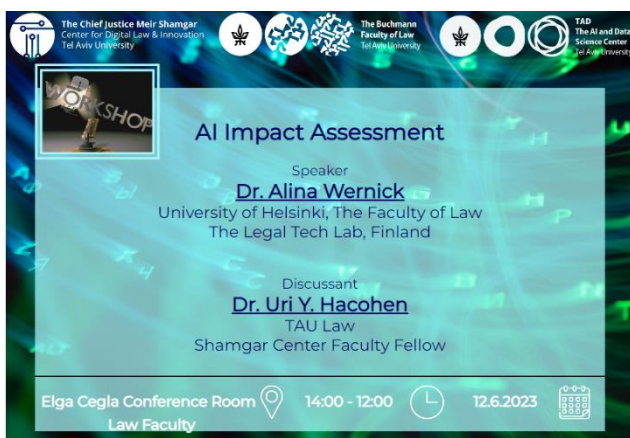 The Chief Justice Meir Shamgar
Center for Digital Law & Innovation
Tel Aviv University
The Buchmann
Faculty of Law
Tel Aviv University
TAD
The AI and Data
Science Center
Tel Aviv University
WORKSHOP
AI Impact Assessment
Speaker
Dr. Alina Wernick
University of Helsinki, The Faculty of Law
The Legal Tech Lab, Finland
Discussant
Dr. Uri Y. Hacohen
TAU Law
Shamgar Center Faculty Fellow
Elga Cegla Conference Room
Law Faculty
14:00 - 12:00
12.6.2023